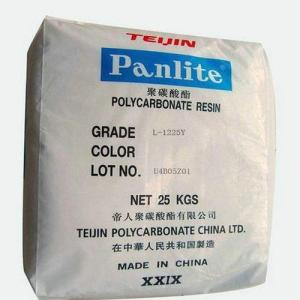 TEIJIN
Panlite
聚碳酸酯
POLYCARBONATE RESIN
GRADE L-1225Y
COLOR
LOT NO. U4B05Z01
NET 25 KGS
帝人聚碳酸酯有限公司
TEIJIN POLYCARBONATE CHINA LTD.
在中華人民共和国製造
MADE IN CHINA
XXIX